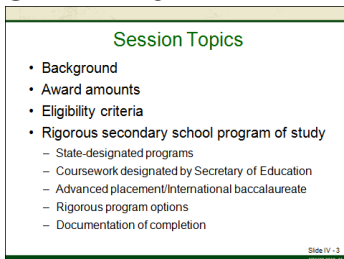 Session Topics
• Background
• Award amounts
• Eligibility criteria
• Rigorous secondary school program of study
– State-designated programs
– Coursework designated by Secretary of Education
– Advanced placement/International baccalaureate
– Rigorous program options
– Documentation of completion
Slide IV - 3